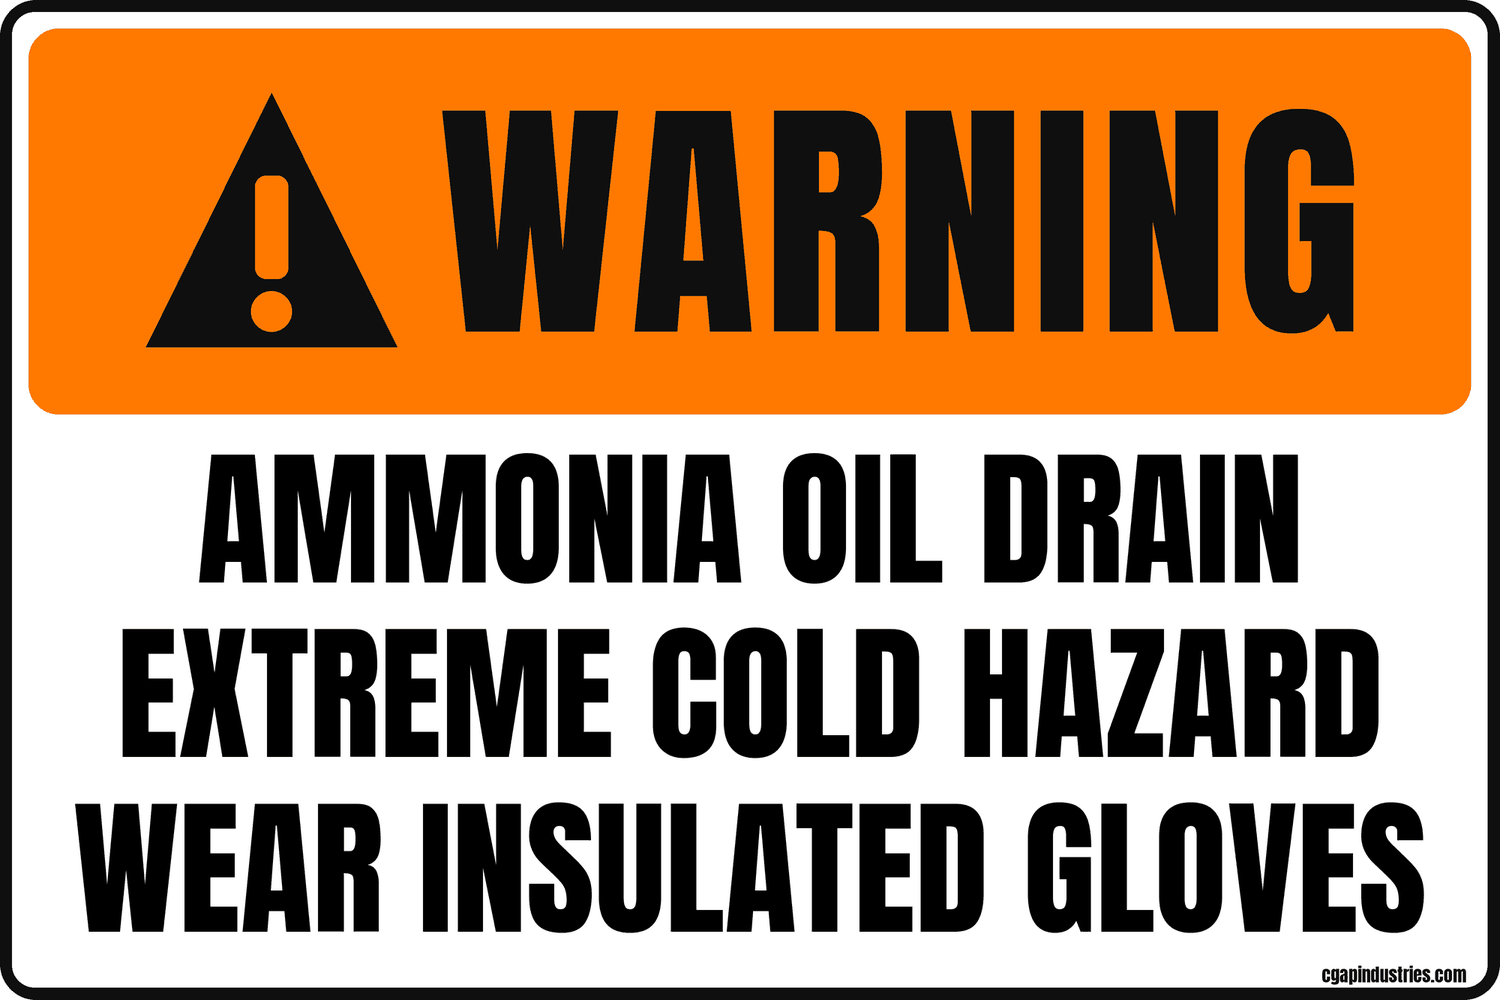 WARNING
AMMONIA OIL DRAIN
EXTREME COLD HAZARD
WEAR INSULATED GLOVES
cgapindustries.com